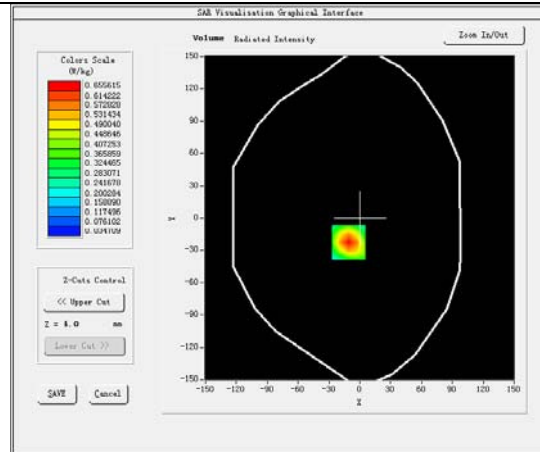 SAR Visualisation Graphical Interface
Volume Radiated Intensity
Zoom In/Out
Colors Scale
(W/kg)
0.655615
0.614222
0.572828
0.531434
0.490040
0.448646
0.407253
0.365859
0.324465
0.283071
0.241678
0.200284
0.158890
0.117496
0.076102
0.034709
Z-Cuts Control
<< Upper Cut
Z = 4.0 mm
Lower Cut >>
SAVE
Cancel
150
120
90
60
30
0
-30
-60
-90
-120
-150
Y
-150 -120 -90 -60 -30 0 30 60 90 120 150
X